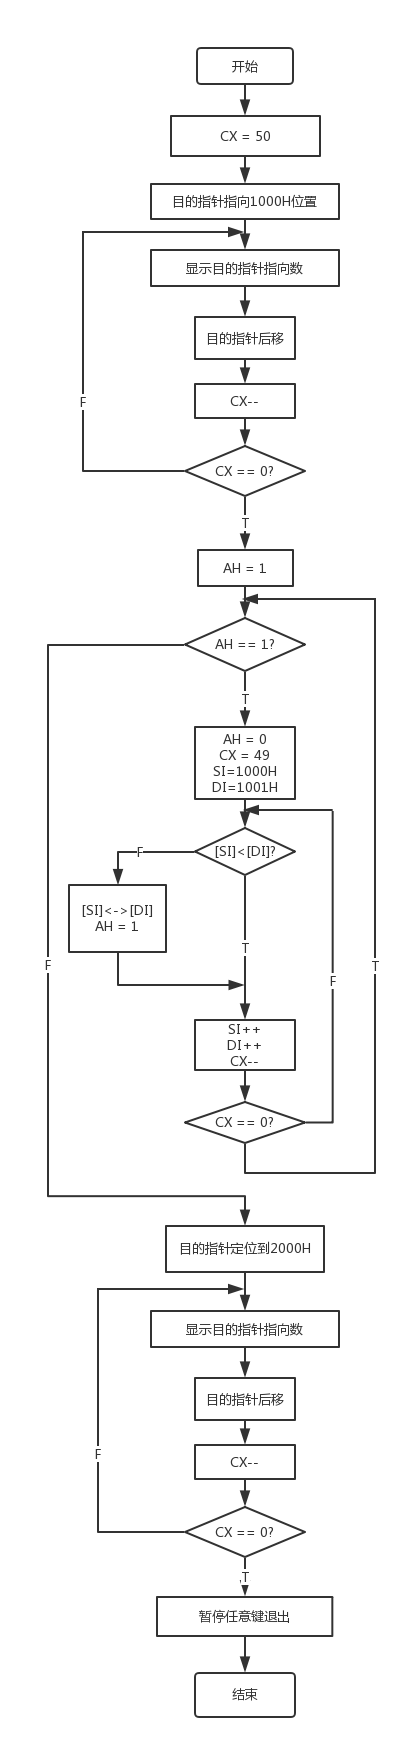 开始
CX = 50
目的指针指向1000H位置
显示目的指针指向数
目的指针后移
F
CX--
CX == 0?
T
AH = 1
AH == 1?
T
AH = 0
CX = 49
SI=1000H
DI=1001H
[SI]<[DI]?
F
[SI]<->[DI]
AH = 1
T
F
T
F
SI++
DI++
CX--
CX == 0?
目的指针定位到2000H
显示目的指针指向数
目的指针后移
F
CX--
CX == 0?
,T
暂停任意键退出
结束